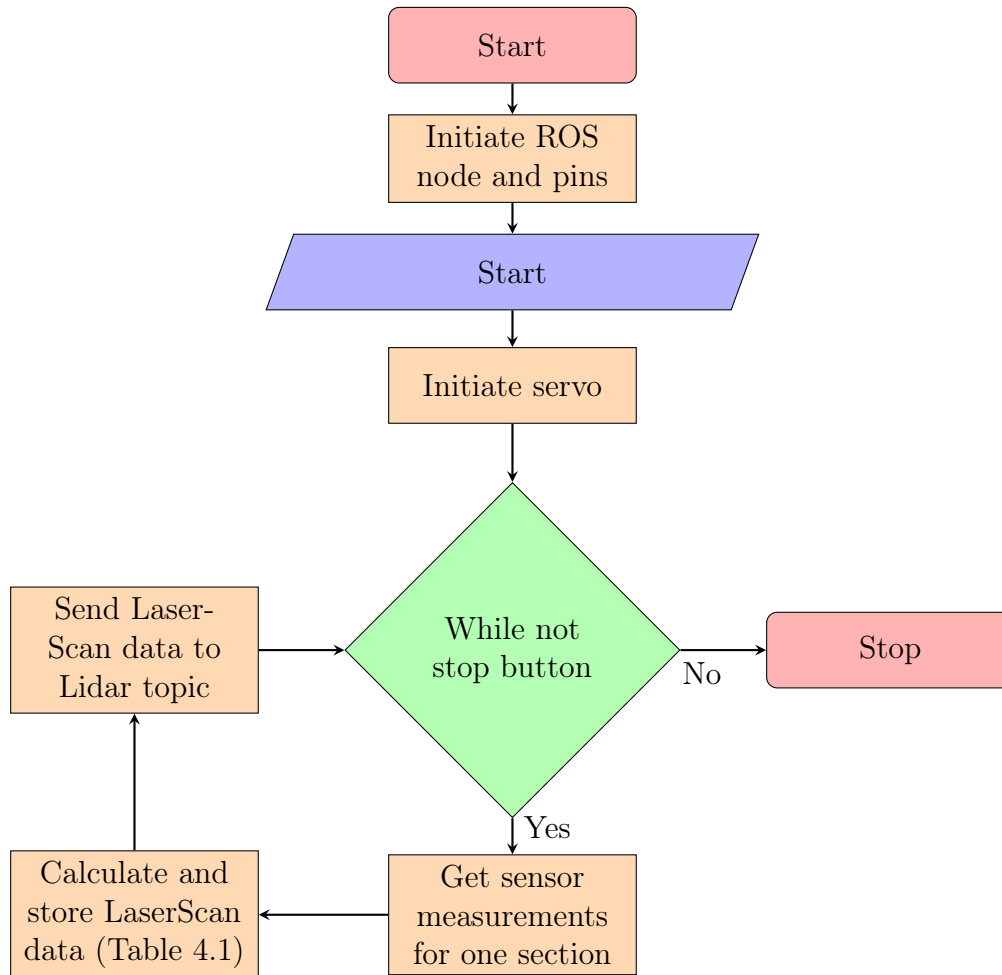 Start
Initiate ROS
node and pins
Start
Initiate servo
While not
stop button
No
Stop
Yes
Get sensor
measurements
for one section
Calculate and
store LaserScan
data (Table 4.1)
Send Laser-
Scan data to
Lidar topic